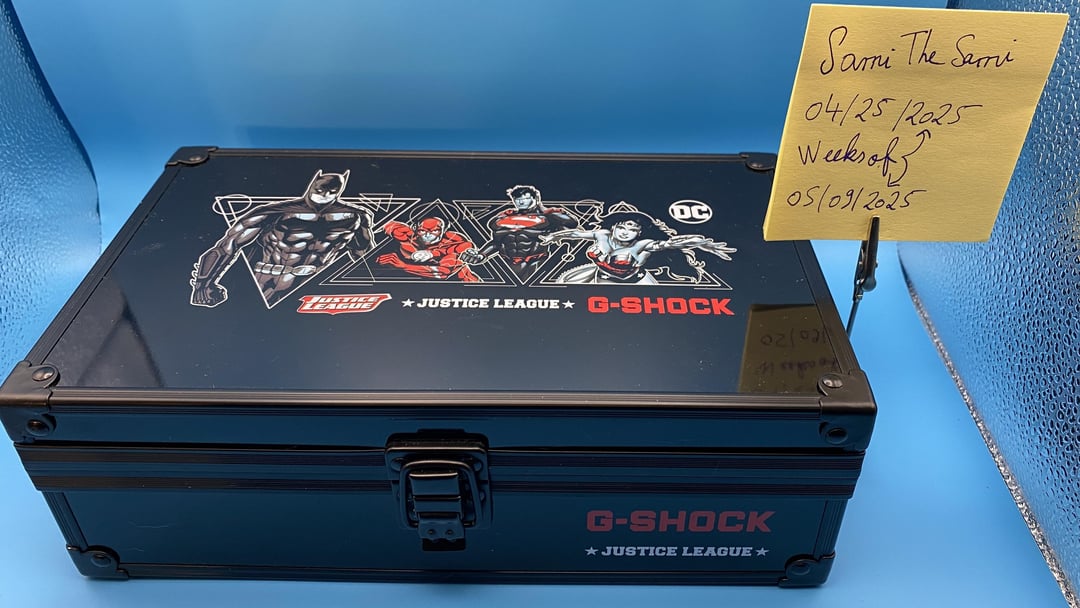 Sami The Sami
04/25/2025
Weeks of
05/09/2025
DC
JUSTICE LEAGUE
★ JUSTICE LEAGUE ★
G-SHOCK
G-SHOCK
★ JUSTICE LEAGUE ★